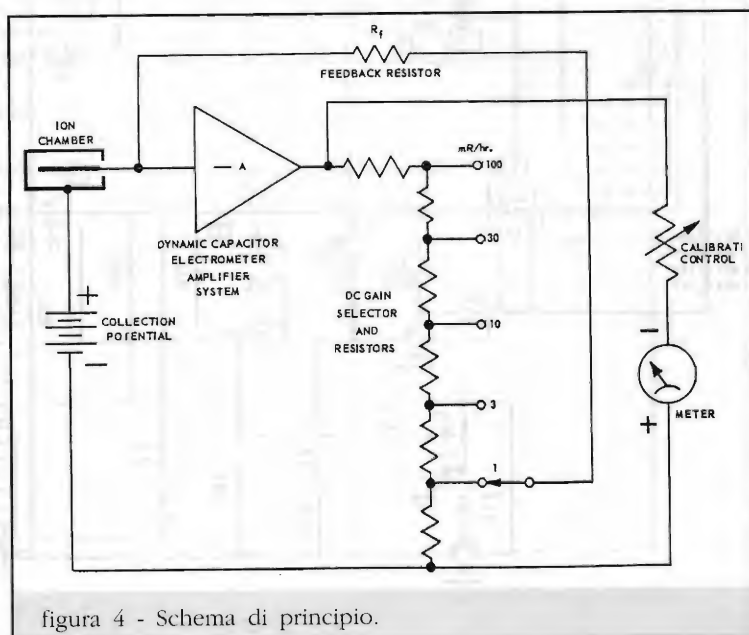 R_f
FEEDBACK RESISTOR
ION
CHAMBER
mR/hr.
— A
100
DYNAMIC CAPACITOR
ELECTROMETER
AMPLIFIER
SYSTEM
30
CALIBRATI
CONTROL
DC GAIN
SELECTOR
AND
RESISTORS
+
COLLECTION
POTENTIAL
—
10
—
METER
+
3
1
figura 4 - Schema di principio.